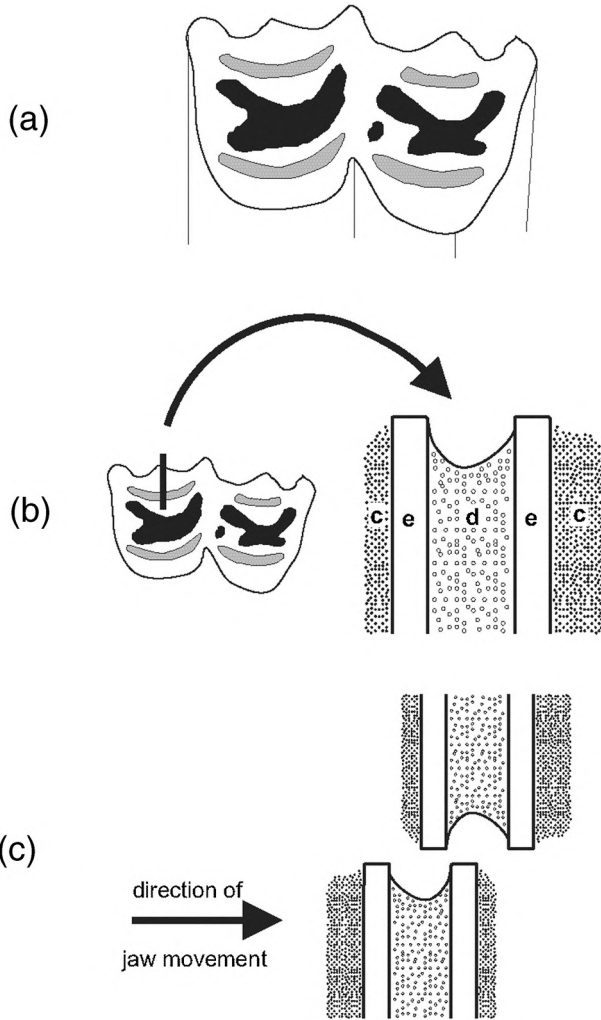 (a)
(b)
c e d e c
(c)
direction of
jaw movement